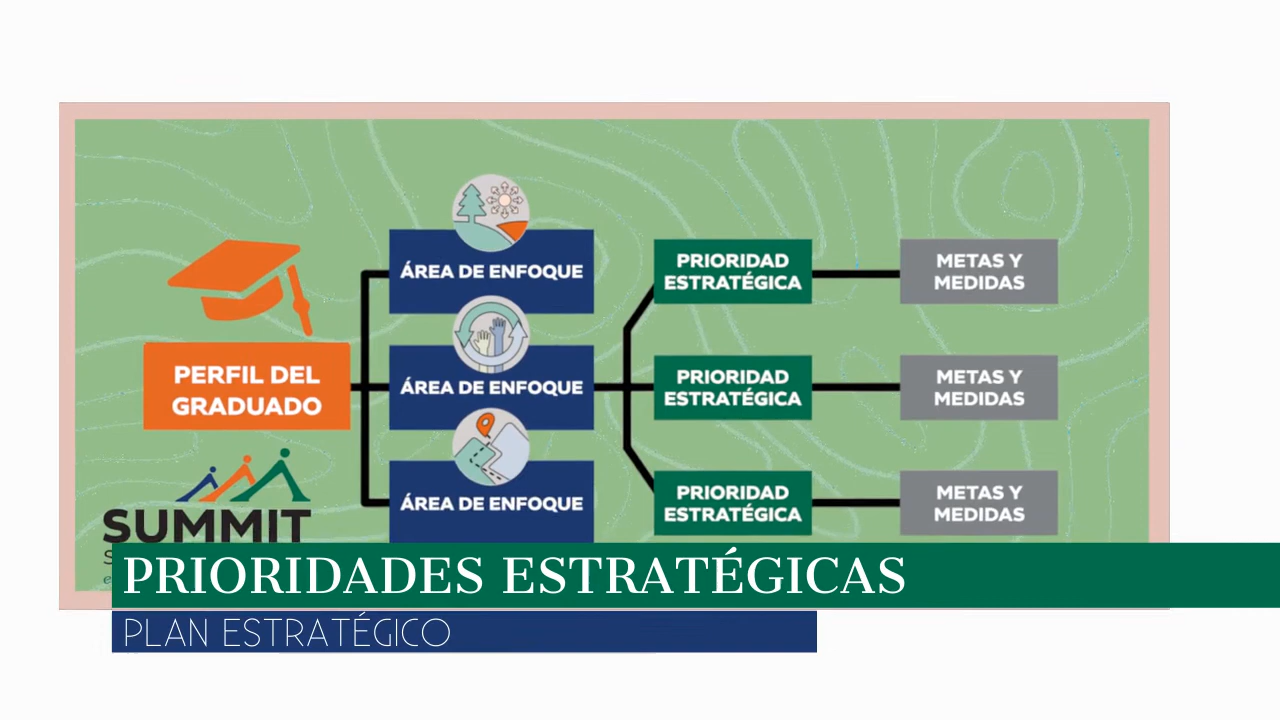 ÁREA DE ENFOQUE
PRIORIDAD
ESTRATÉGICA
METAS Y
MEDIDAS
PERFIL DEL
GRADUADO
ÁREA DE ENFOQUE
PRIORIDAD
ESTRATÉGICA
METAS Y
MEDIDAS
ÁREA DE ENFOQUE
PRIORIDAD
ESTRATÉGICA
METAS Y
MEDIDAS
SUMMIT
PRIORIDADES ESTRATÉGICAS
PLAN ESTRATÉGICO